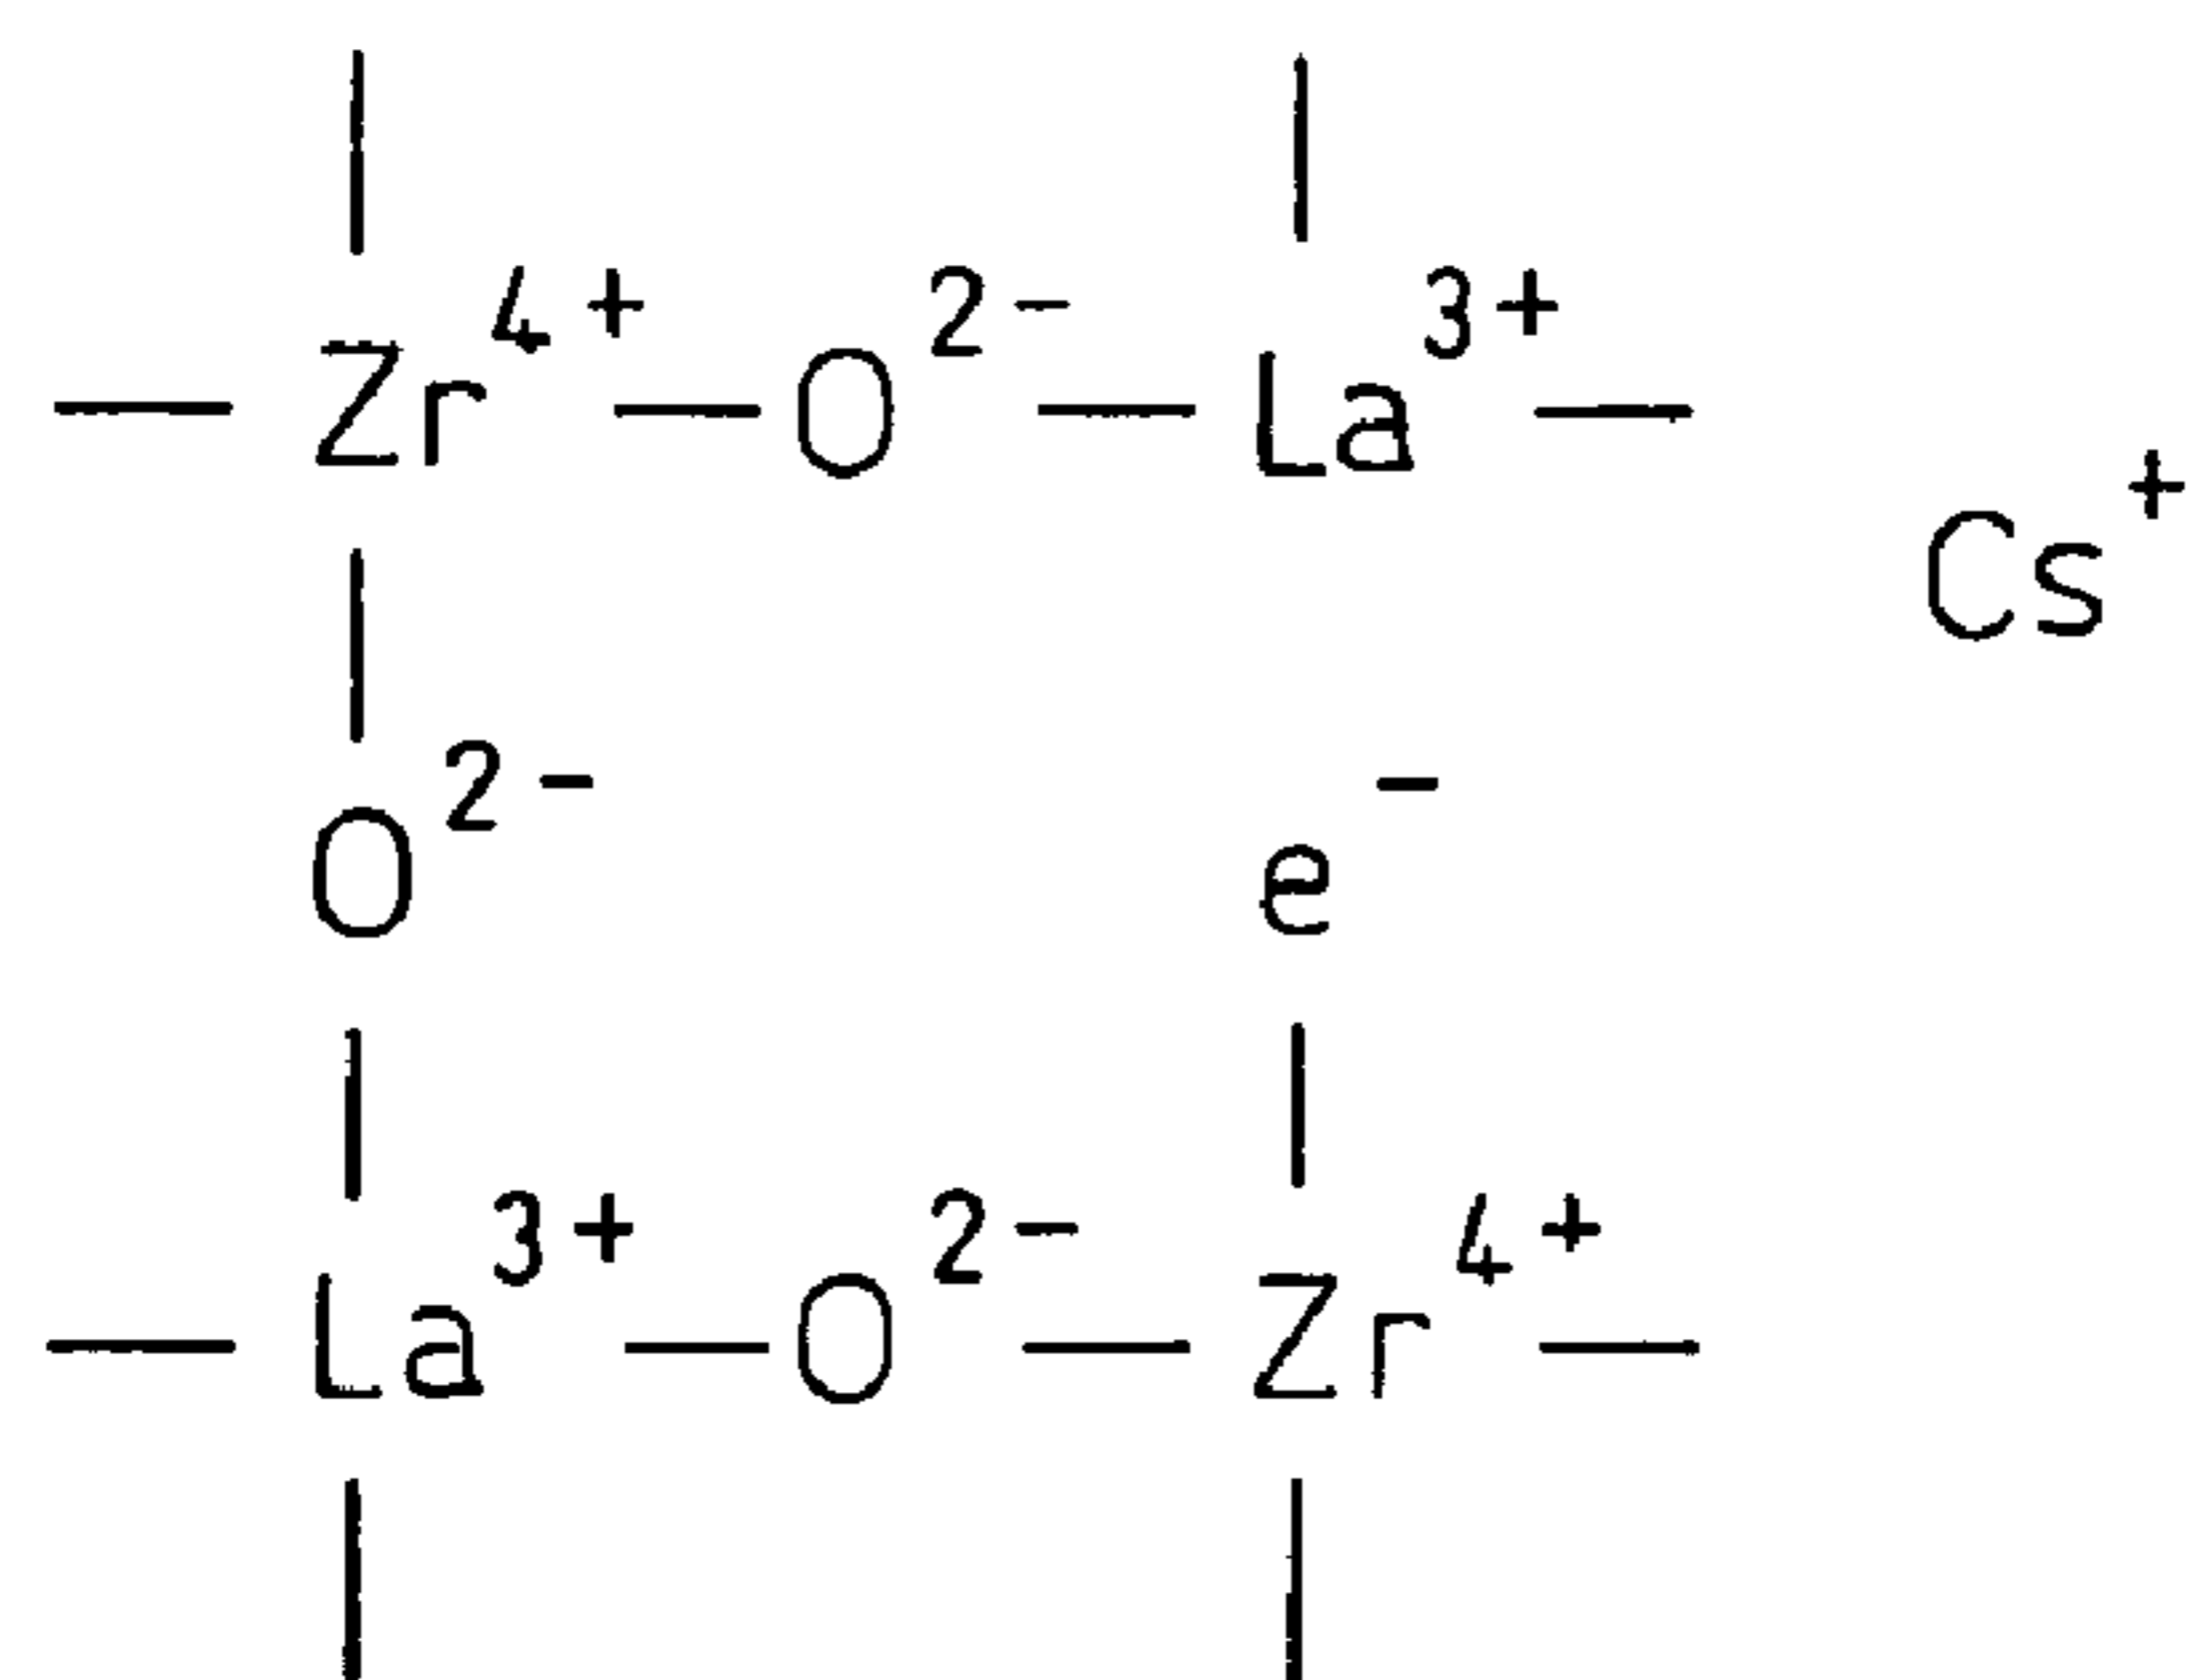 Zr⁴⁺ — O²⁻ — La³⁺ —
Cs⁺
O²⁻ e⁻
La³⁺ — O²⁻ — Zr⁴⁺ —